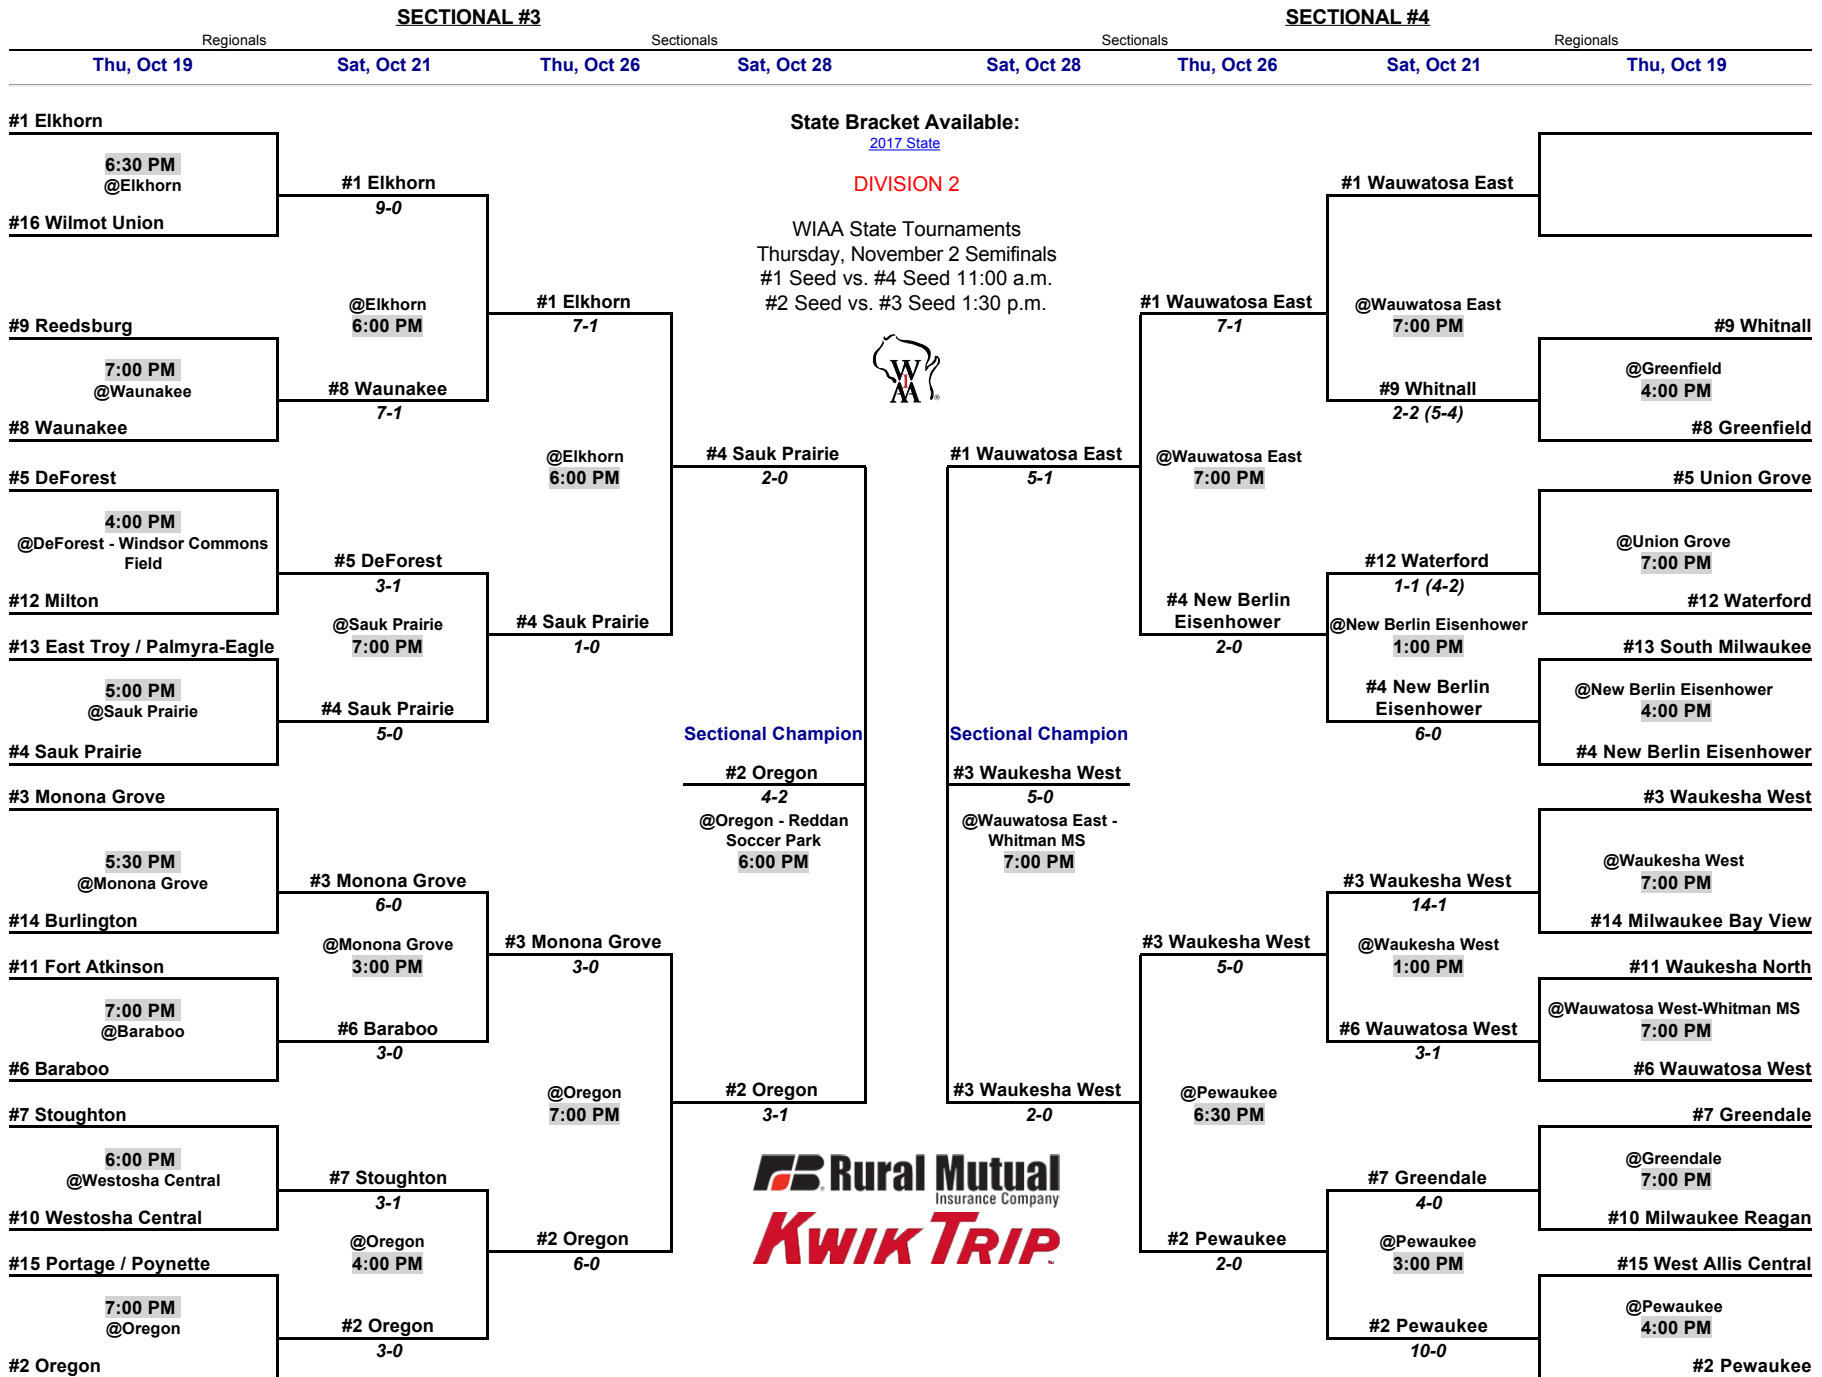 SECTIONAL #3
SECTIONAL #4
Regionals
Sectionals
Sectionals
Regionals
Thu, Oct 19
Sat, Oct 21
Thu, Oct 26
Sat, Oct 28
Sat, Oct 28
Thu, Oct 26
Sat, Oct 21
Thu, Oct 19
State Bracket Available:
2017 State
DIVISION 2
WIAA State Tournaments
Thursday, November 2 Semifinals
#1 Seed vs. #4 Seed 11:00 a.m.
#2 Seed vs. #3 Seed 1:30 p.m.
W
I
AA
®
#1 Elkhorn
6:30 PM
@Elkhorn
#16 Wilmot Union
#9 Reedsburg
7:00 PM
@Waunakee
#8 Waunakee
#5 DeForest
4:00 PM
@DeForest - Windsor Commons
Field
#12 Milton
#13 East Troy / Palmyra-Eagle
5:00 PM
@Sauk Prairie
#4 Sauk Prairie
#3 Monona Grove
5:30 PM
@Monona Grove
#14 Burlington
#11 Fort Atkinson
7:00 PM
@Baraboo
#6 Baraboo
#7 Stoughton
6:00 PM
@Westosha Central
#10 Westosha Central
#15 Portage / Poynette
7:00 PM
@Oregon
#2 Oregon
#1 Elkhorn
9-0
@Elkhorn
6:00 PM
#8 Waunakee
7-1
#5 DeForest
3-1
@Sauk Prairie
7:00 PM
#4 Sauk Prairie
5-0
#3 Monona Grove
6-0
@Monona Grove
3:00 PM
#6 Baraboo
3-0
#7 Stoughton
3-1
@Oregon
4:00 PM
#2 Oregon
3-0
#1 Elkhorn
7-1
@Elkhorn
6:00 PM
#4 Sauk Prairie
1-0
#3 Monona Grove
3-0
@Oregon
7:00 PM
#2 Oregon
6-0
#4 Sauk Prairie
2-0
Sectional Champion
#2 Oregon
4-2
@Oregon - Reddan
Soccer Park
6:00 PM
#2 Oregon
3-1
Rural Mutual
Insurance Company
KWIK TRIP
#1 Wauwatosa East
5-1
Sectional Champion
#3 Waukesha West
5-0
@Wauwatosa East -
Whitman MS
7:00 PM
#3 Waukesha West
2-0
#1 Wauwatosa East
7-1
@Wauwatosa East
7:00 PM
#4 New Berlin
Eisenhower
2-0
#3 Waukesha West
5-0
@Pewaukee
6:30 PM
#2 Pewaukee
2-0
#1 Wauwatosa East
@Wauwatosa East
7:00 PM
#9 Whitnall
2-2 (5-4)
#12 Waterford
1-1 (4-2)
@New Berlin Eisenhower
1:00 PM
#4 New Berlin
Eisenhower
6-0
#3 Waukesha West
14-1
@Waukesha West
1:00 PM
#6 Wauwatosa West
3-1
#7 Greendale
4-0
@Pewaukee
3:00 PM
#2 Pewaukee
10-0
#9 Whitnall
@Greenfield
4:00 PM
#8 Greenfield
#5 Union Grove
@Union Grove
7:00 PM
#12 Waterford
#13 South Milwaukee
@New Berlin Eisenhower
4:00 PM
#4 New Berlin Eisenhower
#3 Waukesha West
@Waukesha West
7:00 PM
#14 Milwaukee Bay View
#11 Waukesha North
@Wauwatosa West-Whitman MS
7:00 PM
#6 Wauwatosa West
#7 Greendale
@Greendale
7:00 PM
#10 Milwaukee Reagan
#15 West Allis Central
@Pewaukee
4:00 PM
#2 Pewaukee